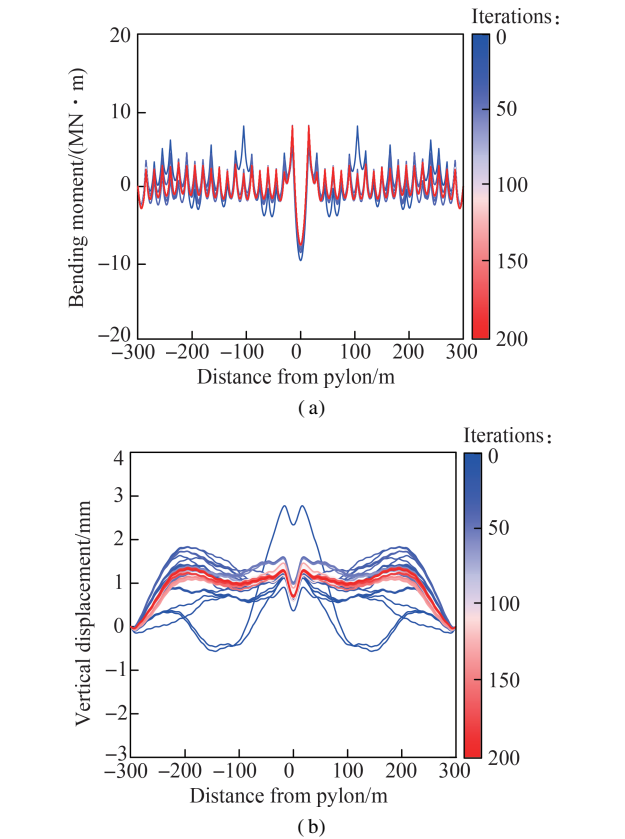 Iterations:
20
10
0
−10
−20
Bending moment/(MN · m)
−300 −200 −100 0 100 200 300
Distance from pylon/m
0
50
100
150
200
(a)
Iterations:
4
3
2
1
0
−1
−2
−3
Vertical displacement/mm
−300 −200 −100 0 100 200 300
Distance from pylon/m
0
50
100
150
200
(b)